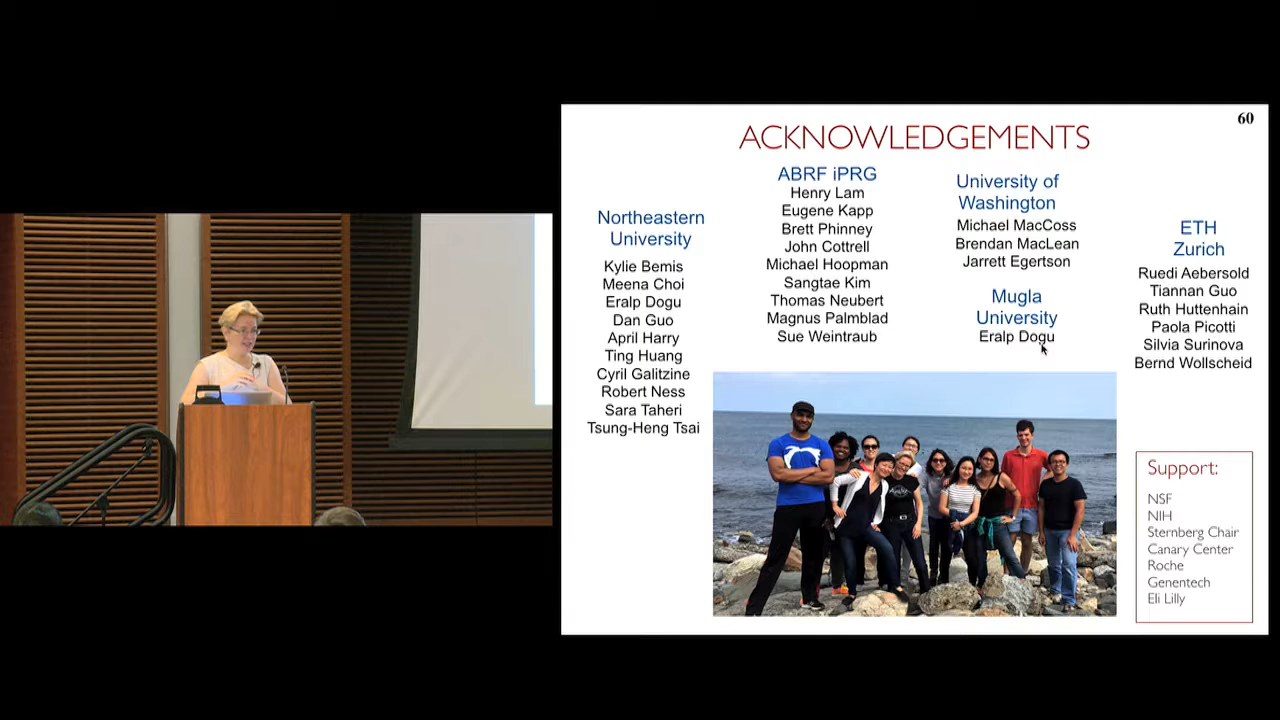 60
ACKNOWLEDGEMENTS
Northeastern
University
Kylie Bemis
Meena Choi
Eralp Dogu
Dan Guo
April Harry
Ting Huang
Cyril Galitzine
Robert Ness
Sara Taheri
Tsung-Heng Tsai
ABRF iPRG
Henry Lam
Eugene Kapp
Brett Phinney
John Cottrell
Michael Hoopman
Sangtae Kim
Thomas Neubert
Magnus Palmblad
Sue Weintraub
University of
Washington
Michael MacCoss
Brendan MacLean
Jarrett Egertson
Mugla
University
Eralp Dogu
ETH
Zurich
Ruedi Aebersold
Tiannan Guo
Ruth Huttenhain
Paola Picotti
Silvia Surinova
Bernd Wollscheid
Support:
NSF
NIH
Sternberg Chair
Canary Center
Roche
Genentech
Eli Lilly